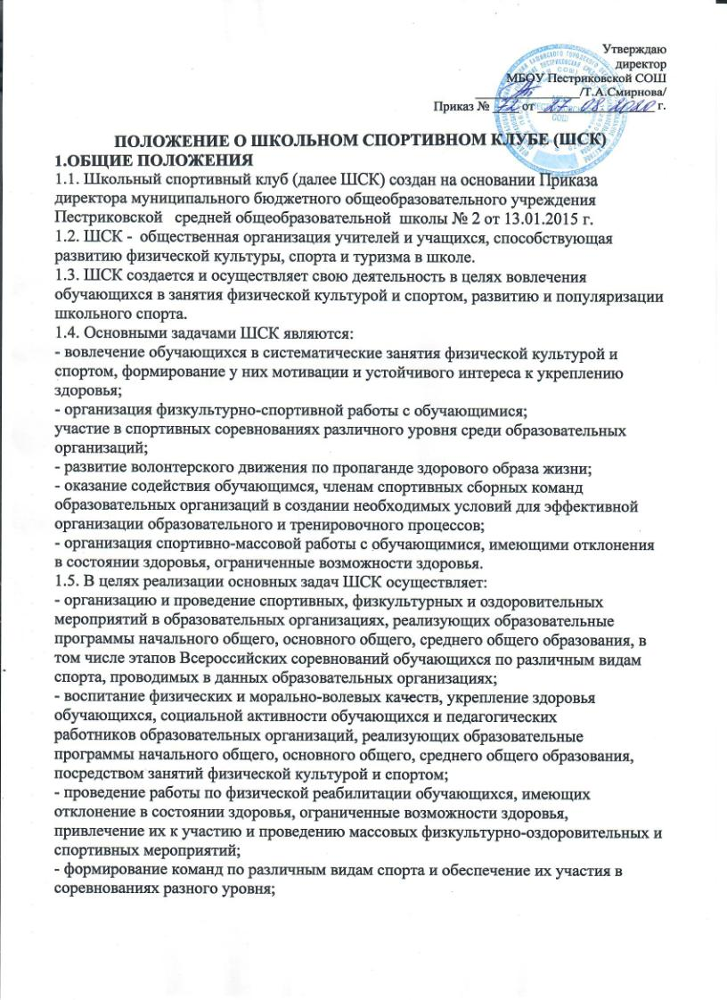 Утверждаю
директор
МБОУ Пестриковской СОШ
/Т.А.Смирнова/
Приказ № 72 от 27 08 2020 г.
ПОЛОЖЕНИЕ О ШКОЛЬНОМ СПОРТИВНОМ КЛУБЕ (ШСК)
1.ОБЩИЕ ПОЛОЖЕНИЯ
1.1. Школьный спортивный клуб (далее ШСК) создан на основании Приказа
директора муниципального бюджетного общеобразовательного учреждения
Пестриковской средней общеобразовательной школы № 2 от 13.01.2015 г.
1.2. ШСК - общественная организация учителей и учащихся, способствующая
развитию физической культуры, спорта и туризма в школе.
1.3. ШСК создается и осуществляет свою деятельность в целях вовлечения
обучающихся в занятия физической культурой и спортом, развитию и популяризации
школьного спорта.
1.4. Основными задачами ШСК являются:
- вовлечение обучающихся в систематические занятия физической культурой и
спортом, формирование у них мотивации и устойчивого интереса к укреплению
здоровья;
- организация физкультурно-спортивной работы с обучающимися;
участие в спортивных соревнованиях различного уровня среди образовательных
организаций;
- развитие волонтерского движения по пропаганде здорового образа жизни;
- оказание содействия обучающимся, членам спортивных сборных команд
образовательных организаций в создании необходимых условий для эффективной
организации образовательного и тренировочного процессов;
- организация спортивно-массовой работы с обучающимися, имеющими отклонения
в состоянии здоровья, ограниченные возможности здоровья.
1.5. В целях реализации основных задач ШСК осуществляет:
- организацию и проведение спортивных, физкультурных и оздоровительных
мероприятий в образовательных организациях, реализующих образовательные
программы начального общего, основного общего, среднего общего образования, в
том числе этапов Всероссийских соревнований обучающихся по различным видам
спорта, проводимых в данных образовательных организациях;
- воспитание физических и морально-волевых качеств, укрепление здоровья
обучающихся, социальной активности обучающихся и педагогических
работников образовательных организаций, реализующих образовательные
программы начального общего, основного общего, среднего общего образования,
посредством занятий физической культурой и спортом;
- проведение работы по физической реабилитации обучающихся, имеющих
отклонение в состоянии здоровья, ограниченные возможности здоровья,
привлечение их к участию и проведению массовых физкультурно-оздоровительных и
спортивных мероприятий;
- формирование команд по различным видам спорта и обеспечение их участия в
соревнованиях разного уровня;